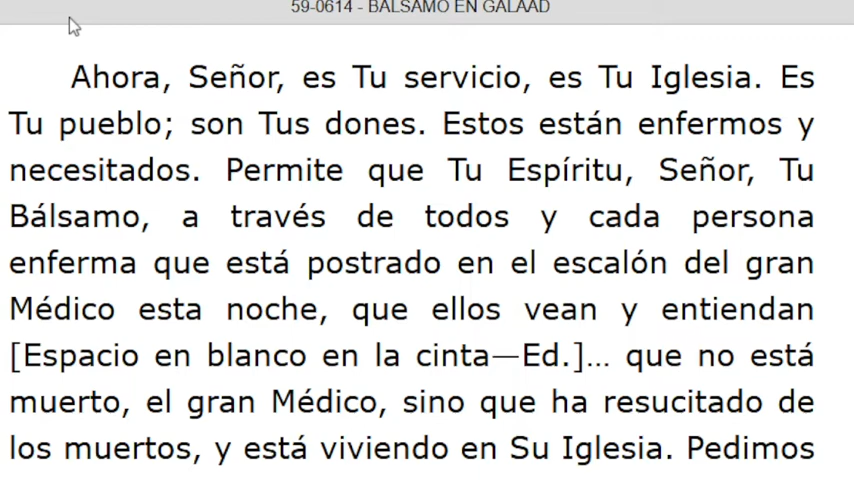 59-0614 - BÁLSAMO EN GALAAD
Ahora, Señor, es Tu servicio, es Tu Iglesia. Es
Tu pueblo; son Tus dones. Estos están enfermos y
necesitados. Permite que Tu Espíritu, Señor, Tu
Bálsamo, a través de todos y cada persona
enferma que está postrado en el escalón del gran
Médico esta noche, que ellos vean y entiendan
[Espacio en blanco en la cinta—Ed.]… que no está
muerto, el gran Médico, sino que ha resucitado de
los muertos, y está viviendo en Su Iglesia. Pedimos